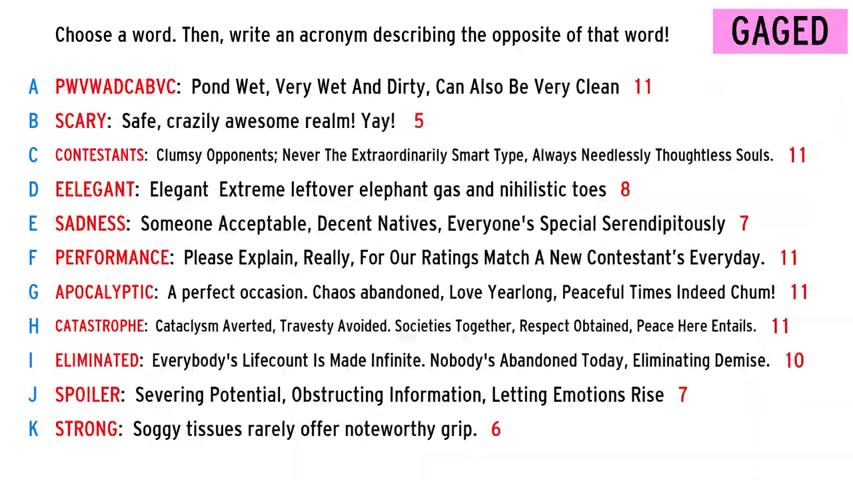 Choose a word. Then, write an acronym describing the opposite of that word!
GAGED
A PWVWADCABVC: Pond Wet, Very Wet And Dirty, Can Also Be Very Clean 11
B SCARY: Safe, crazily awesome realm! Yay! 5
C CONTESTANTS: Clumsy Opponents; Never The Extraordinarily Smart Type, Always Needlessly Thoughtless Souls. 11
D EELEGANT: Elegant Extreme leftover elephant gas and nihilistic toes 8
E SADNESS: Someone Acceptable, Decent Natives, Everyone's Special Serendipitously 7
F PERFORMANCE: Please Explain, Really, For Our Ratings Match A New Contestant's Everyday. 11
G APOCALYPTIC: A perfect occasion. Chaos abandoned, Love Yearlong, Peaceful Times Indeed Chum! 11
H CATASTROPHE: Cataclysm Averted, Travesty Avoided. Societies Together, Respect Obtained, Peace Here Entails. 11
I ELIMINATED: Everybody's Lifecount Is Made Infinite. Nobody's Abandoned Today, Eliminating Demise. 10
J SPOILER: Severing Potential, Obstructing Information, Letting Emotions Rise 7
K STRONG: Soggy tissues rarely offer noteworthy grip. 6